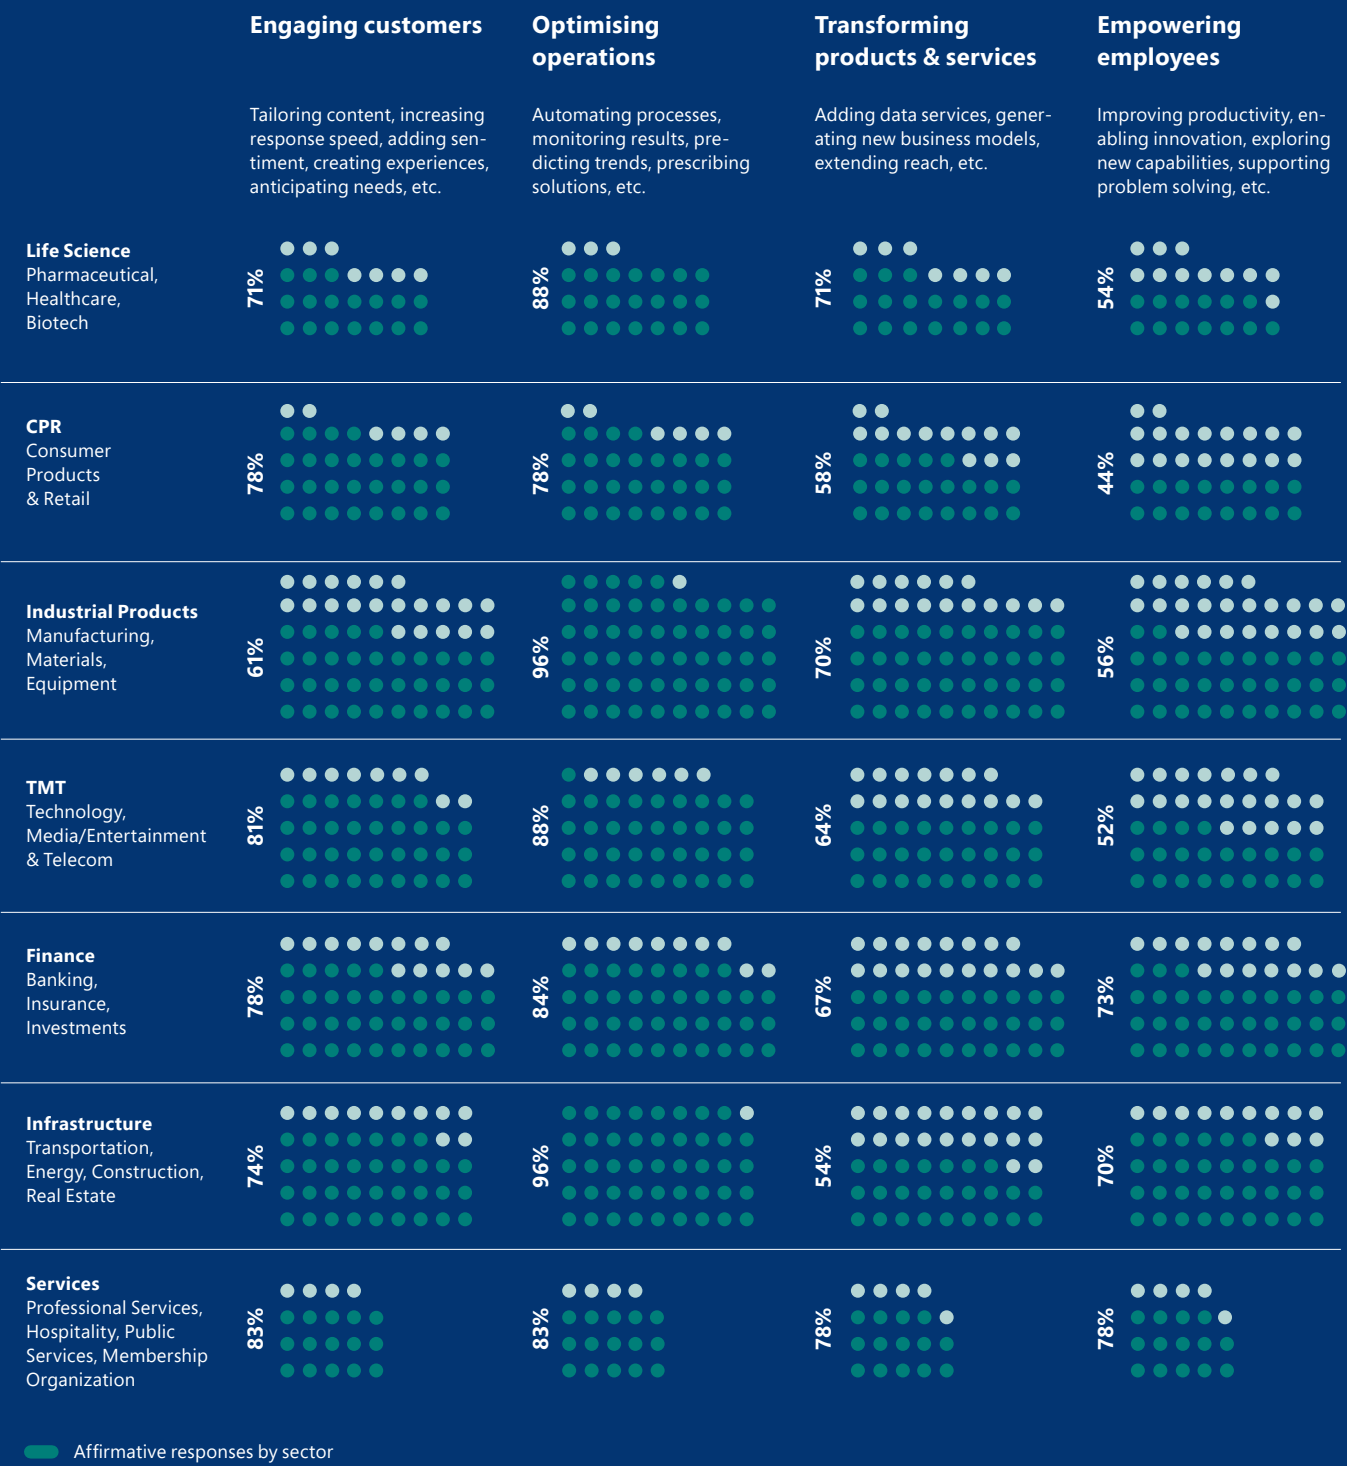 Engaging customers
Tailoring content, increasing
response speed, adding sen-
timent, creating experiences,
anticipating needs, etc.
Optimising
operations
Automating processes,
monitoring results, pre-
dicting trends, prescribing
solutions, etc.
Transforming
products & services
Adding data services, gener-
ating new business models,
extending reach, etc.
Empowering
employees
Improving productivity, en-
abling innovation, exploring
new capabilities, supporting
problem solving, etc.
Life Science
Pharmaceutical,
Healthcare,
Biotech
71%
88%
71%
54%
CPR
Consumer
Products
& Retail
78%
78%
58%
44%
Industrial Products
Manufacturing,
Materials,
Equipment
61%
96%
70%
56%
TMT
Technology,
Media/Entertainment
& Telecom
81%
88%
64%
52%
Finance
Banking,
Insurance,
Investments
78%
84%
67%
73%
Infrastructure
Transportation,
Energy, Construction,
Real Estate
74%
96%
54%
70%
Services
Professional Services,
Hospitality, Public
Services, Membership
Organization
83%
83%
78%
78%
Affirmative responses by sector